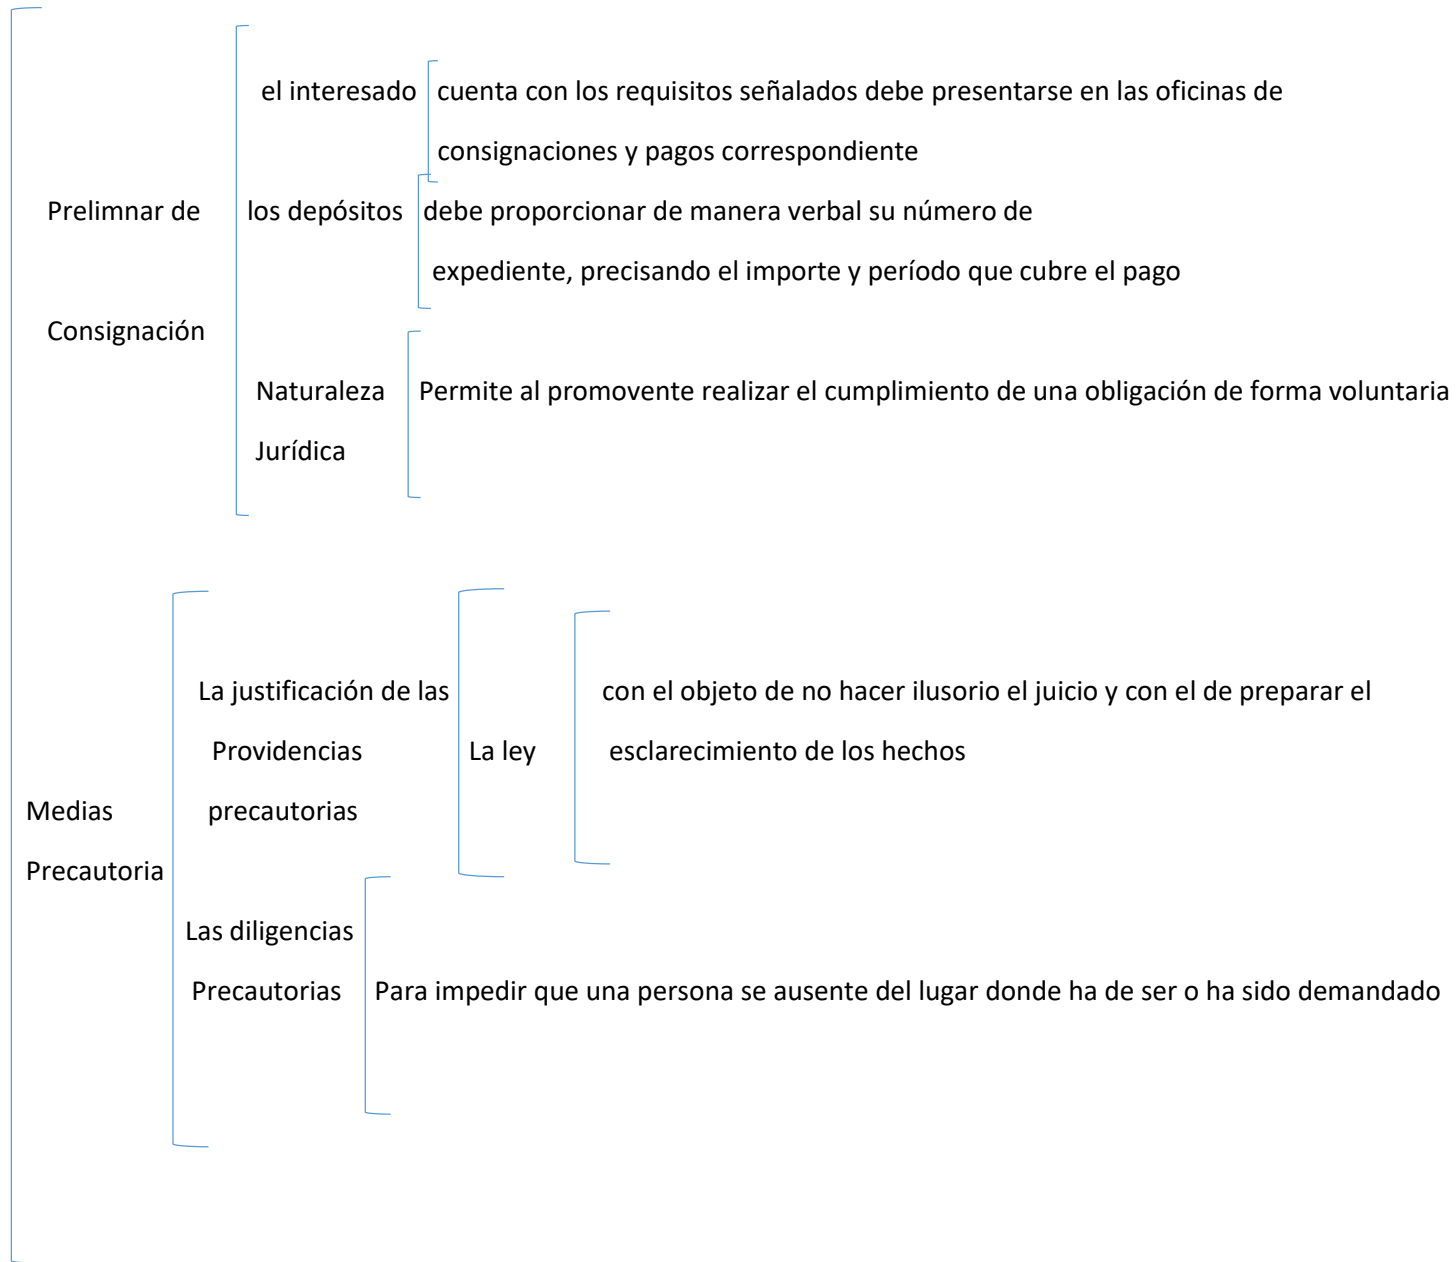 el interesado cuenta con los requisitos señalados debe presentarse en las oficinas de
consignaciones y pagos correspondiente
Prelimnar de los depósitos debe proporcionar de manera verbal su número de
expediente, precisando el importe y período que cubre el pago
Consignación
Naturaleza Permite al promovente realizar el cumplimiento de una obligación de forma voluntaria
Jurídica
La justificación de las con el objeto de no hacer ilusorio el juicio y con el de preparar el
Providencias La ley esclarecimiento de los hechos
Medias precautorias
Precautoria
Las diligencias
Precautorias Para impedir que una persona se ausente del lugar donde ha de ser o ha sido demandado